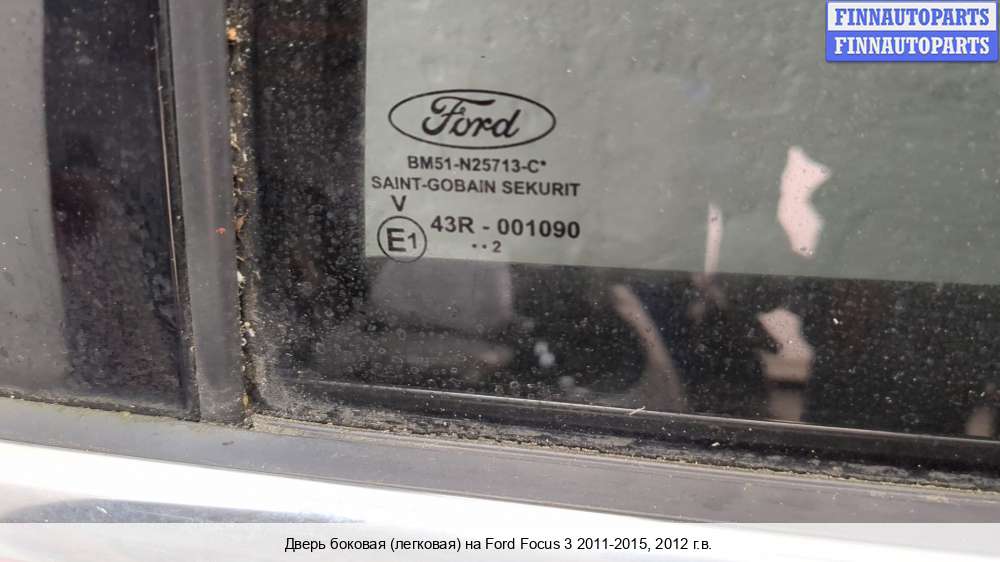 FINNAUTOPARTS
FINNAUTOPARTS
Ford
BM51-N25713-C*
SAINT-GOBAIN SEKURIT
V
E1 43R - 001090
..2
Дверь боковая (легковая) на Ford Focus 3 2011-2015, 2012 г.в.